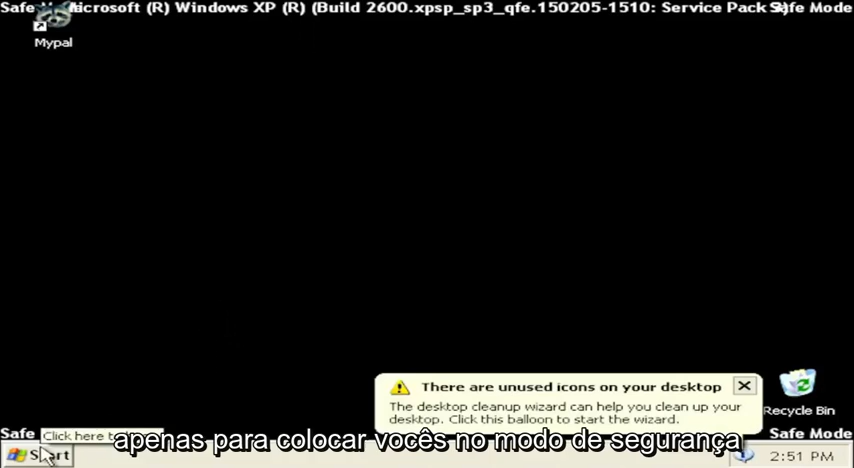 Safe Microsoft (R) Windows XP (R) (Build 2600.xpsp_sp3_qfe.150205-1510: Service Pack 3) Safe Mode
Mypal
There are unused icons on your desktop
The desktop cleanup wizard can help you clean up your
desktop. Click this balloon to start the wizard.
Recycle Bin
Safe
Click here t
Safe Mode
apenas para colocar vocês no modo de segurança
Start
2:51 PM